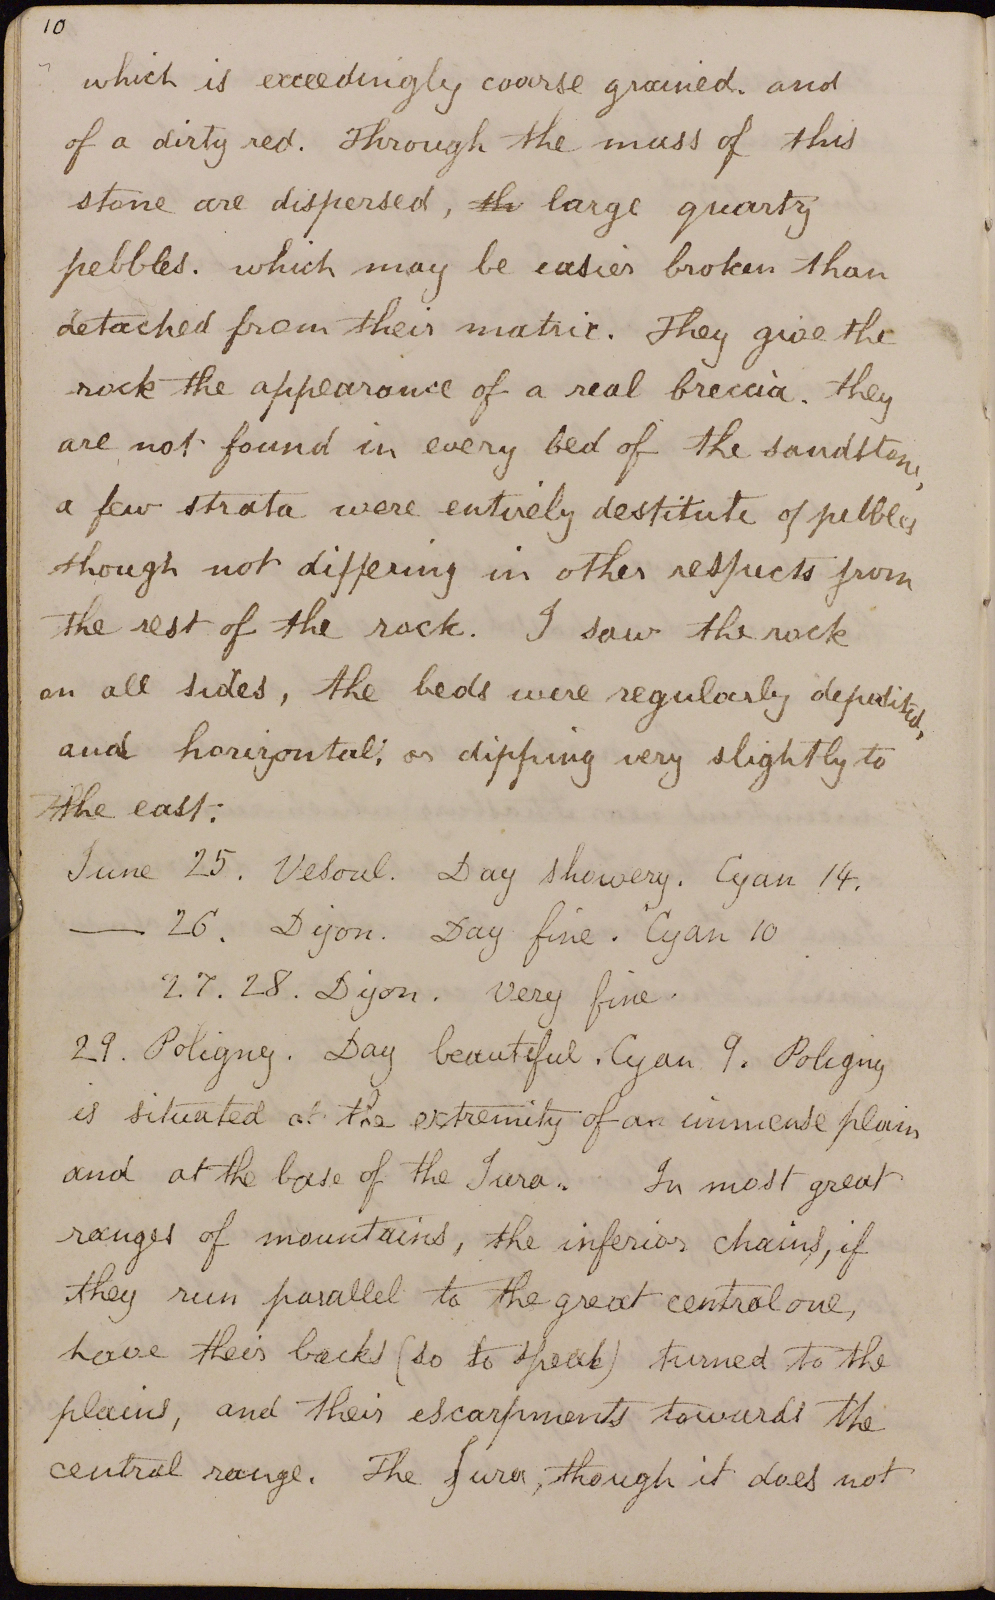 10
which is exceedingly coarse grained. and
of a dirty red. Through the mass of this
stone are dispersed, th large quartz
pebbles. which may be easier broken than
detached from their matrix. They give the
rock the appearance of a real breccia. they
are not found in every bed of the sandstone,
a few strata were entirely destitute of pebbles
though not differing in other respects from
the rest of the rock. I saw the rock
on all sides, the beds were regularly deposited,
and horizontal; or dipping very slightly to
the east:
June 25. Vesoul. Day showery. Cyan 14.
— 26. Dijon. Day fine. Cyan 10
27. 28. Dijon. Very fine.
29. Poligny. Day beautiful. Cyan 9. Poligny
is situated at the extremity of an immense plain
and at the base of the Jura. In most great
ranges of mountains, the inferior chains, if
they run parallel to the great central one,
have their backs (so to speak) turned to the
plains, and their escarpments towards the
central range. The Jura, though it does not